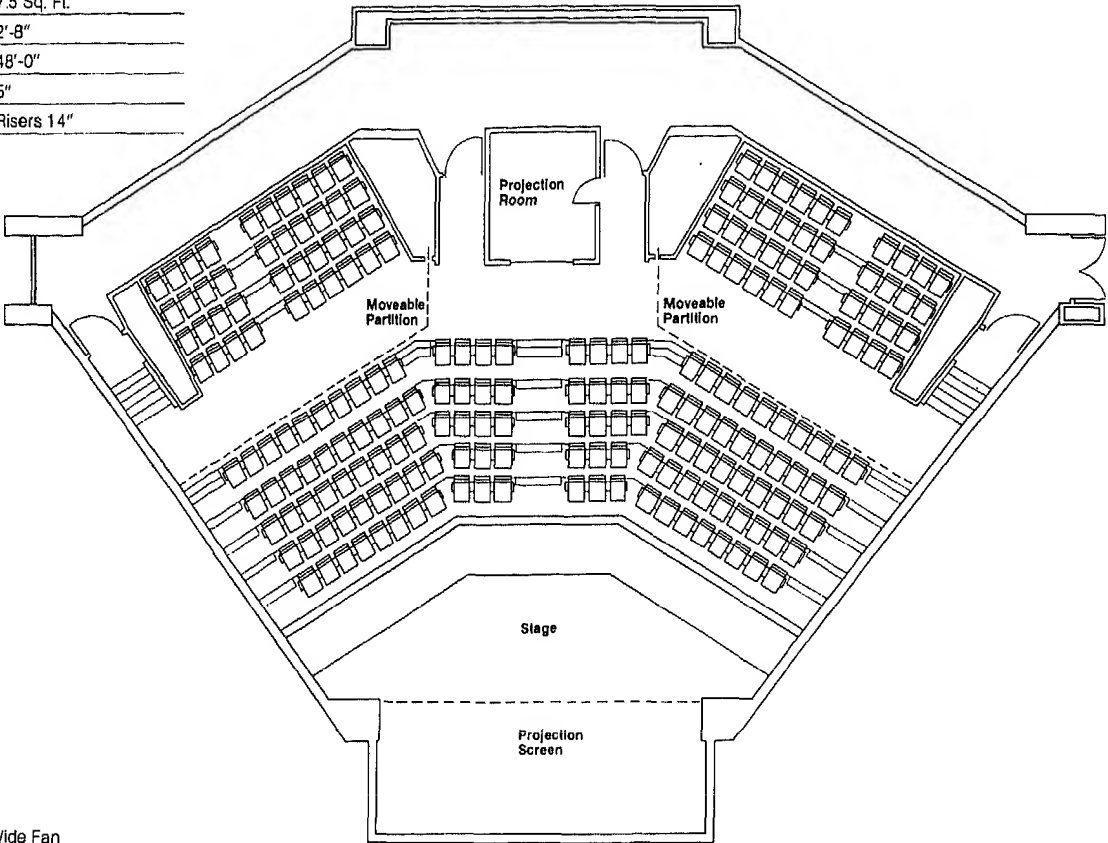 7.5 Sq. Ft.
2'-8"
48'-0"
5"
Risers 14"
Projection
Room
Moveable
Partition
Moveable
Partition
Stage
Projection
Screen
Wide Fan